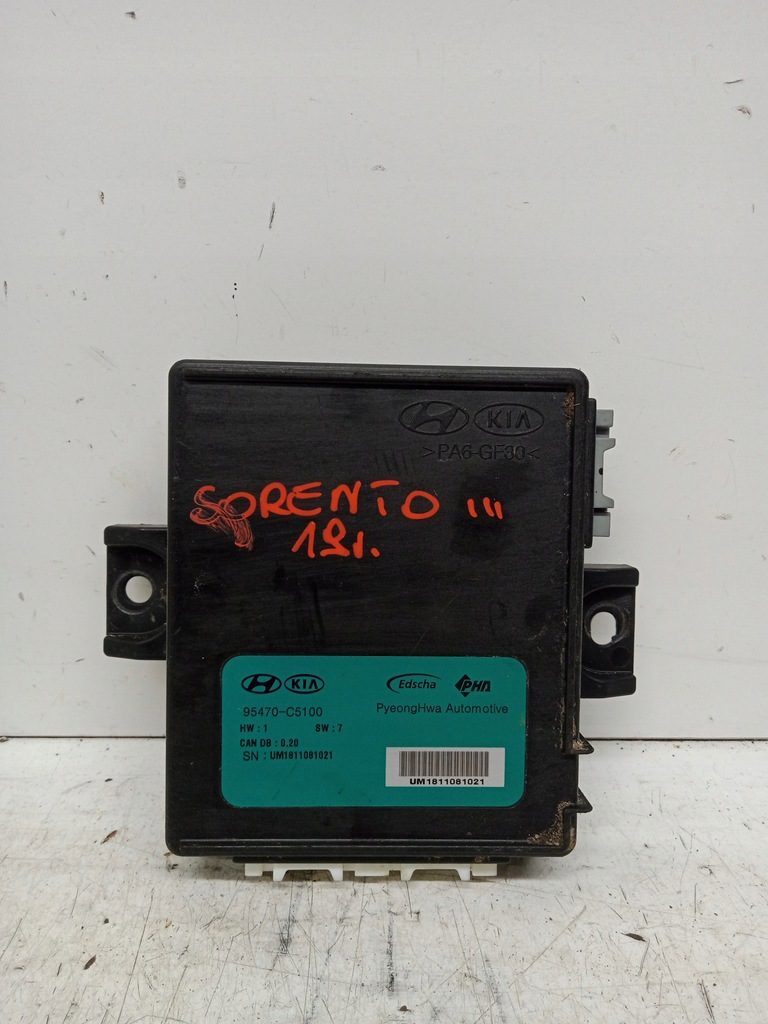 KIA
>PA6-GF30<
SORENTO III
19r.
KIA Edscha PHA
95470-C5100 PyeongHwa Automotive
HW : 1 SW : 7
CAN DB : 0.20
SN : UM1811081021
UM1811081021